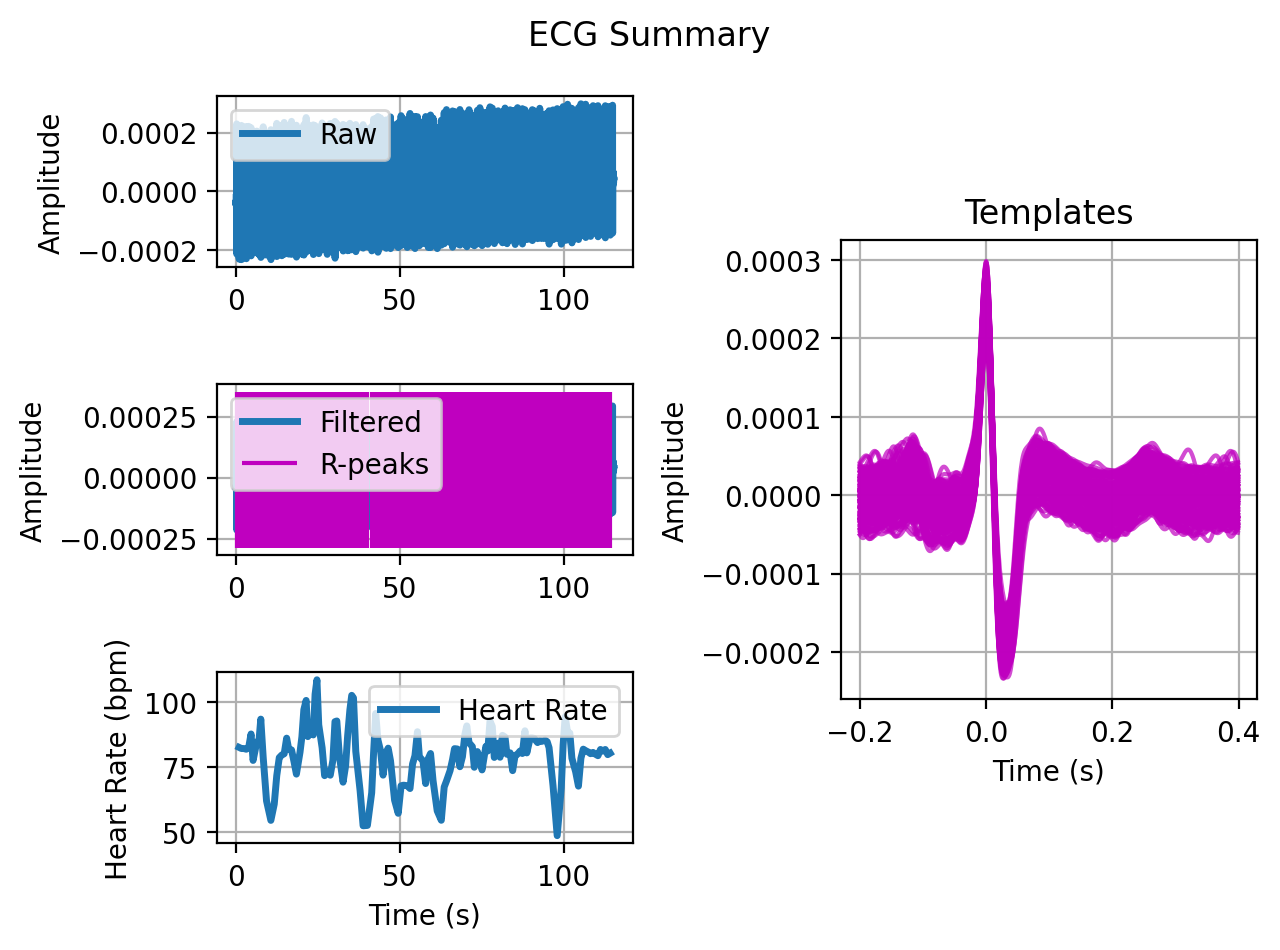 ECG Summary
Amplitude
0.0002
0.0000
−0.0002
Raw
0 50 100
Amplitude
0.00025
0.00000
−0.00025
Filtered
R-peaks
0 50 100
Heart Rate (bpm)
100
75
50
Heart Rate
0 50 100
Time (s)
Templates
Amplitude
0.0003
0.0002
0.0001
0.0000
−0.0001
−0.0002
−0.2 0.0 0.2 0.4
Time (s)